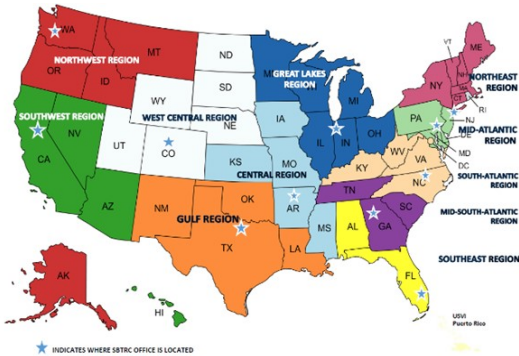 WA
NORTHWEST REGION
MT
OR
ID
ND
SD
WY
WEST CENTRAL REGION
NE
UT
CO
SOUTHWEST REGION
NV
CA
AZ
GREAT LAKES
REGION
MI
IL
IN
OH
IA
KS
MO
CENTRAL REGION
AR
MS
NM
OK
GULF REGION
TX
LA
VT
ME
NH
MA
NY
CT
RI
NORTHEAST REGION
PA
NJ
DE
MD
DC
MID-ATLANTIC
REGION
KY
WV
VA
NC
SOUTH-ATLANTIC
REGION
TN
SC
GA
MID-SOUTH-ATLANTIC
REGION
AL
FL
SOUTHEAST REGION
AK
HI
USVI
Puerto Rico
INDICATES WHERE SBTRC OFFICE IS LOCATED